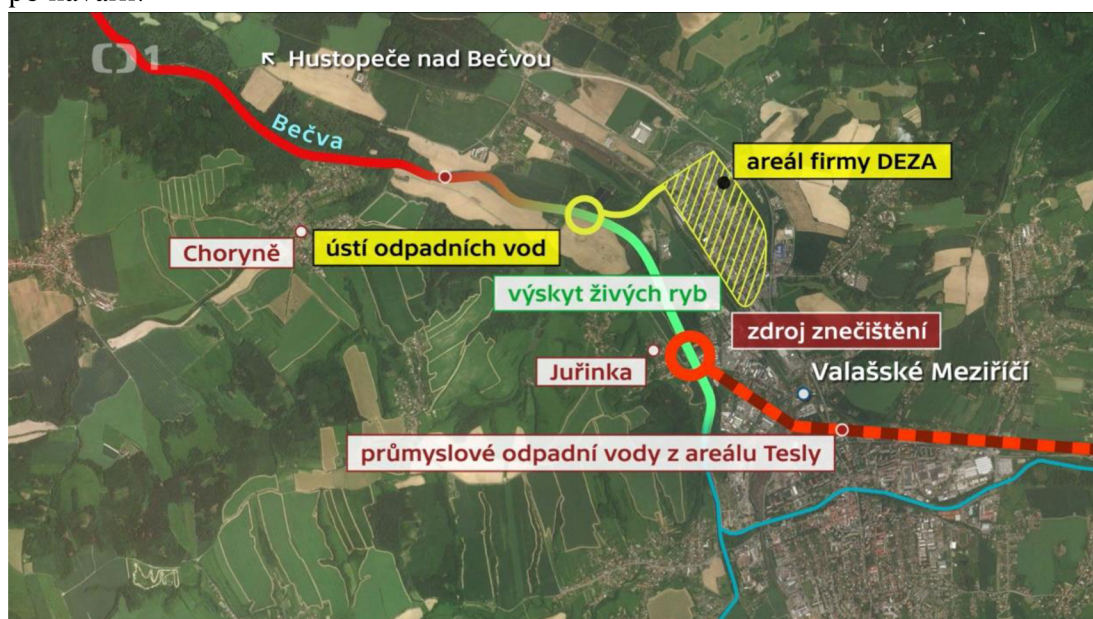 1
Hustopeče nad Bečvou
Bečva
areál firmy DEZA
Choryně
ústí odpadních vod
výskyt živých ryb
zdroj znečištění
Juřinka
Valašské Meziříčí
průmyslové odpadní vody z areálu Tesly